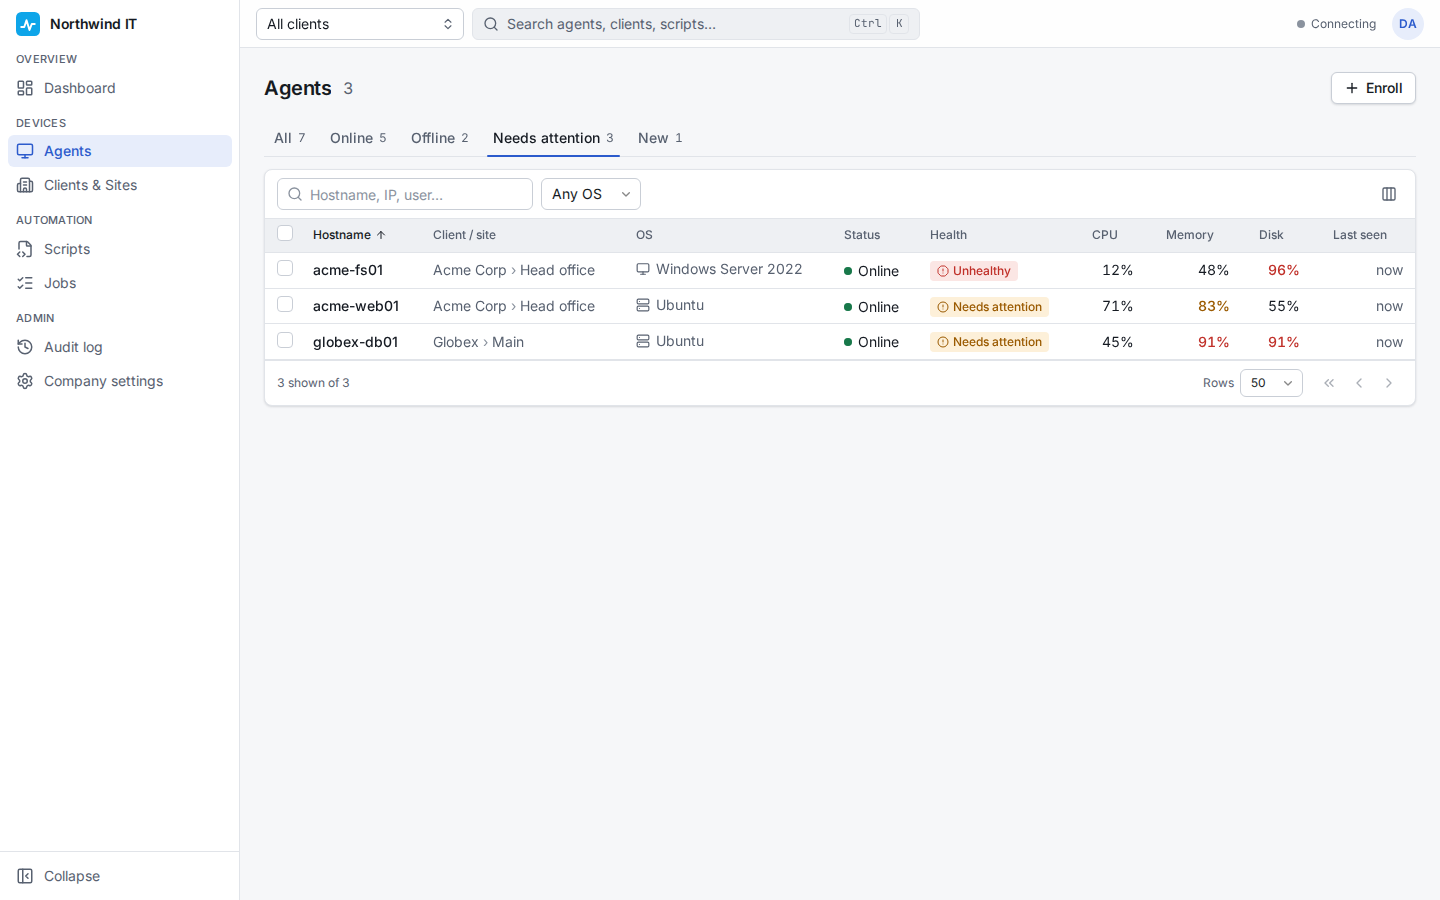 Northwind IT
OVERVIEW
Dashboard
DEVICES
Agents
Clients & Sites
AUTOMATION
Scripts
Jobs
ADMIN
Audit log
Company settings
Collapse
All clients
Search agents, clients, scripts...
Ctrl K
Connecting
DA
Agents 3
Enroll
All 7
Online 5
Offline 2
Needs attention 3
New 1
Hostname, IP, user...
Any OS
Hostname Client / site OS Status Health CPU Memory Disk Last seen
acme-fs01 Acme Corp › Head office Windows Server 2022 Online Unhealthy 12% 48% 96% now
acme-web01 Acme Corp › Head office Ubuntu Online Needs attention 71% 83% 55% now
globex-db01 Globex › Main Ubuntu Online Needs attention 45% 91% 91% now
3 shown of 3
Rows 50